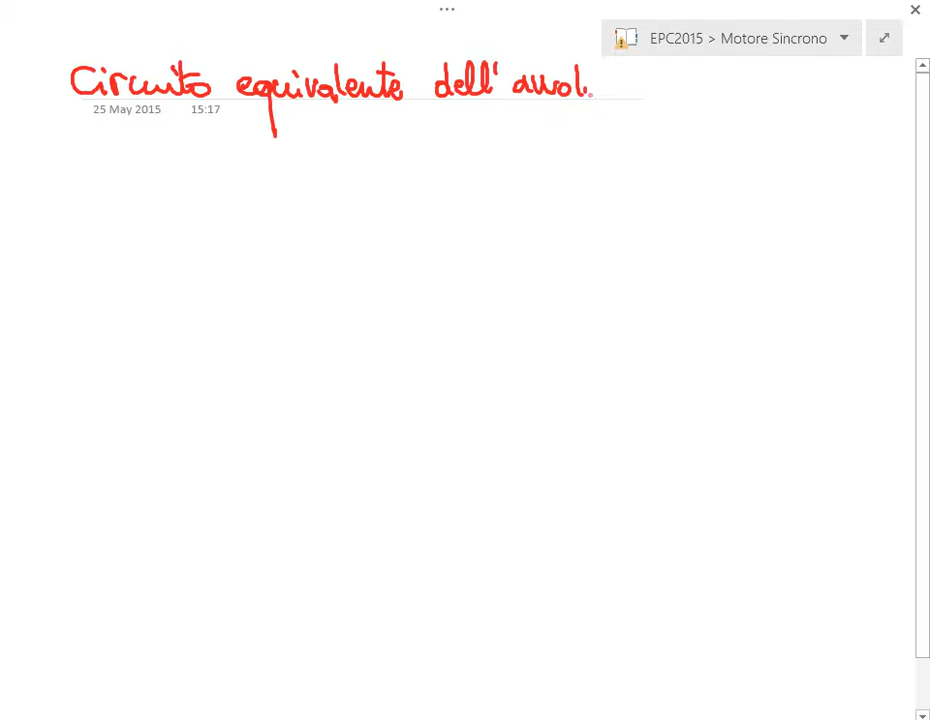 EPC2015 > Motore Sincrono
Circuito equivalente dell'avvol.
25 May 2015 15:17